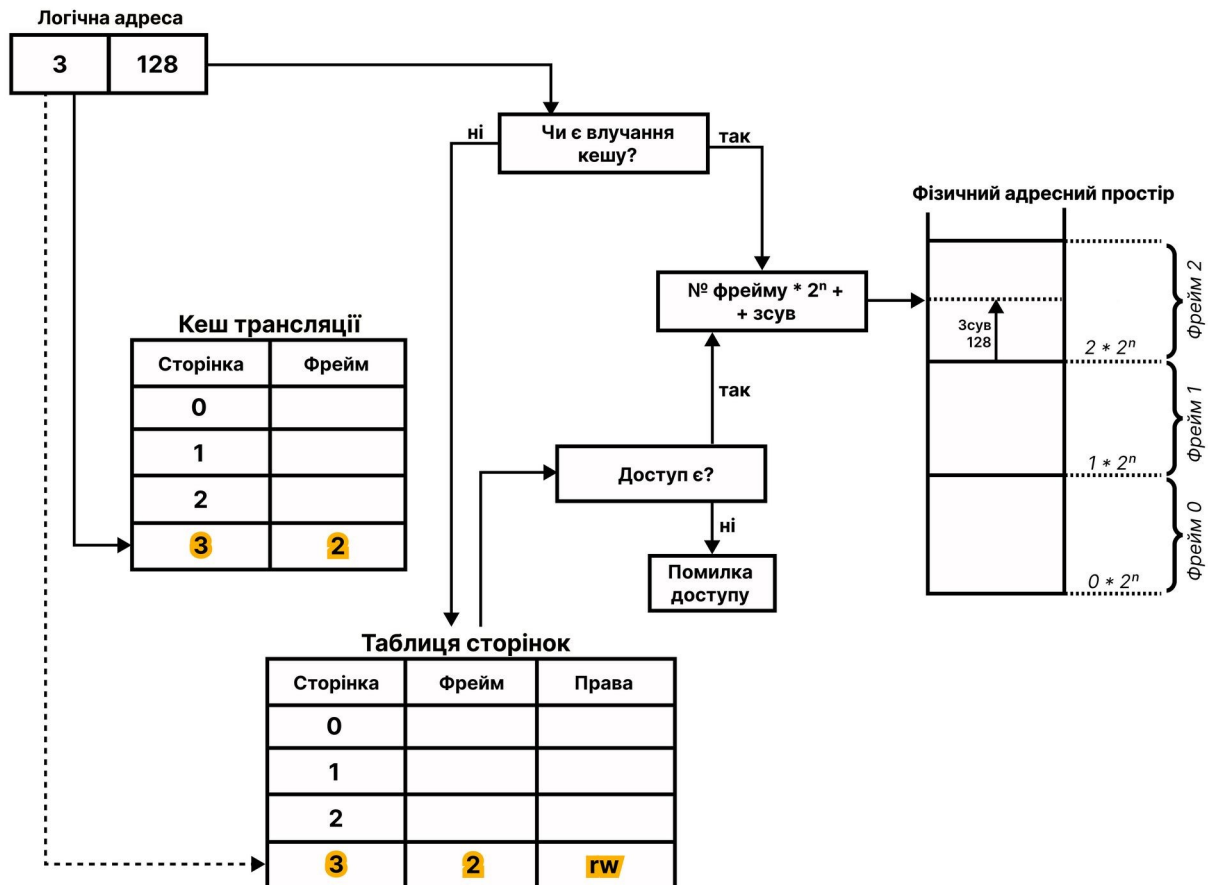 Логічна адреса
3 128
Чи є влучання
кешу?
ні
так
Фізичний адресний простір
№ фрейму * 2ⁿ +
+ зсув
Зсув
128
2 * 2ⁿ
Фрейм 2
1 * 2ⁿ
Фрейм 1
0 * 2ⁿ
Фрейм 0
Кеш трансляції
Сторінка Фрейм
0
1
2
3 2
так
Доступ є?
ні
Помилка
доступу
Таблиця сторінок
Сторінка Фрейм Права
0
1
2
3 2 rw